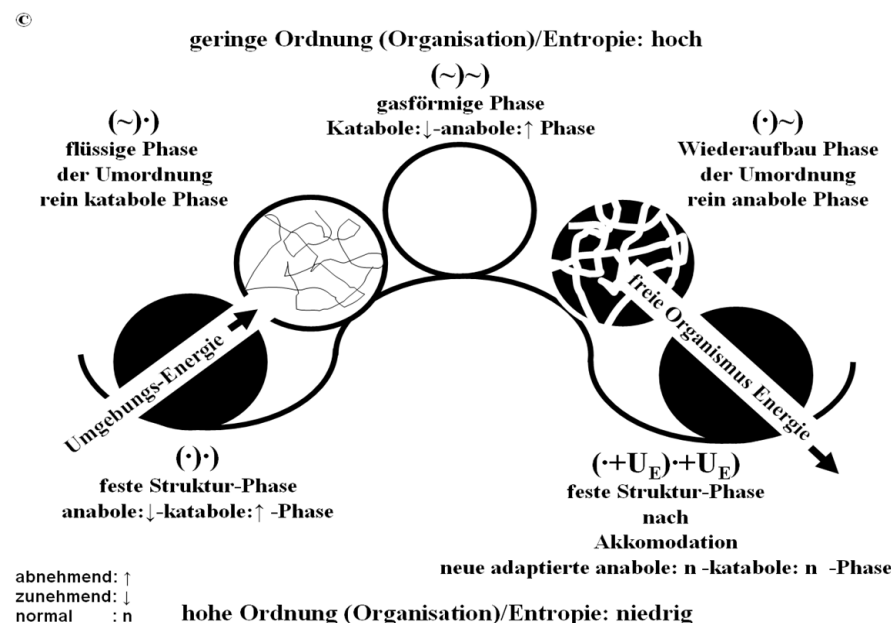 ©
geringe Ordnung (Organisation)/Entropie: hoch
(~)~)
gasförmige Phase
Katabole:↓-anabole:↑ Phase
(~)·)
flüssige Phase
der Umordnung
rein katabole Phase
(·)~)
Wiederaufbau Phase
der Umordnung
rein anabole Phase
Umgebungs-Energie
freie Organismus Energie
(·)·)
feste Struktur-Phase
anabole:↓-katabole:↑ -Phase
(·+UE)·+UE)
feste Struktur-Phase
nach
Akkomodation
neue adaptierte anabole: n -katabole: n -Phase
abnehmend: ↑
zunehmend: ↓
normal : n
hohe Ordnung (Organisation)/Entropie: niedrig